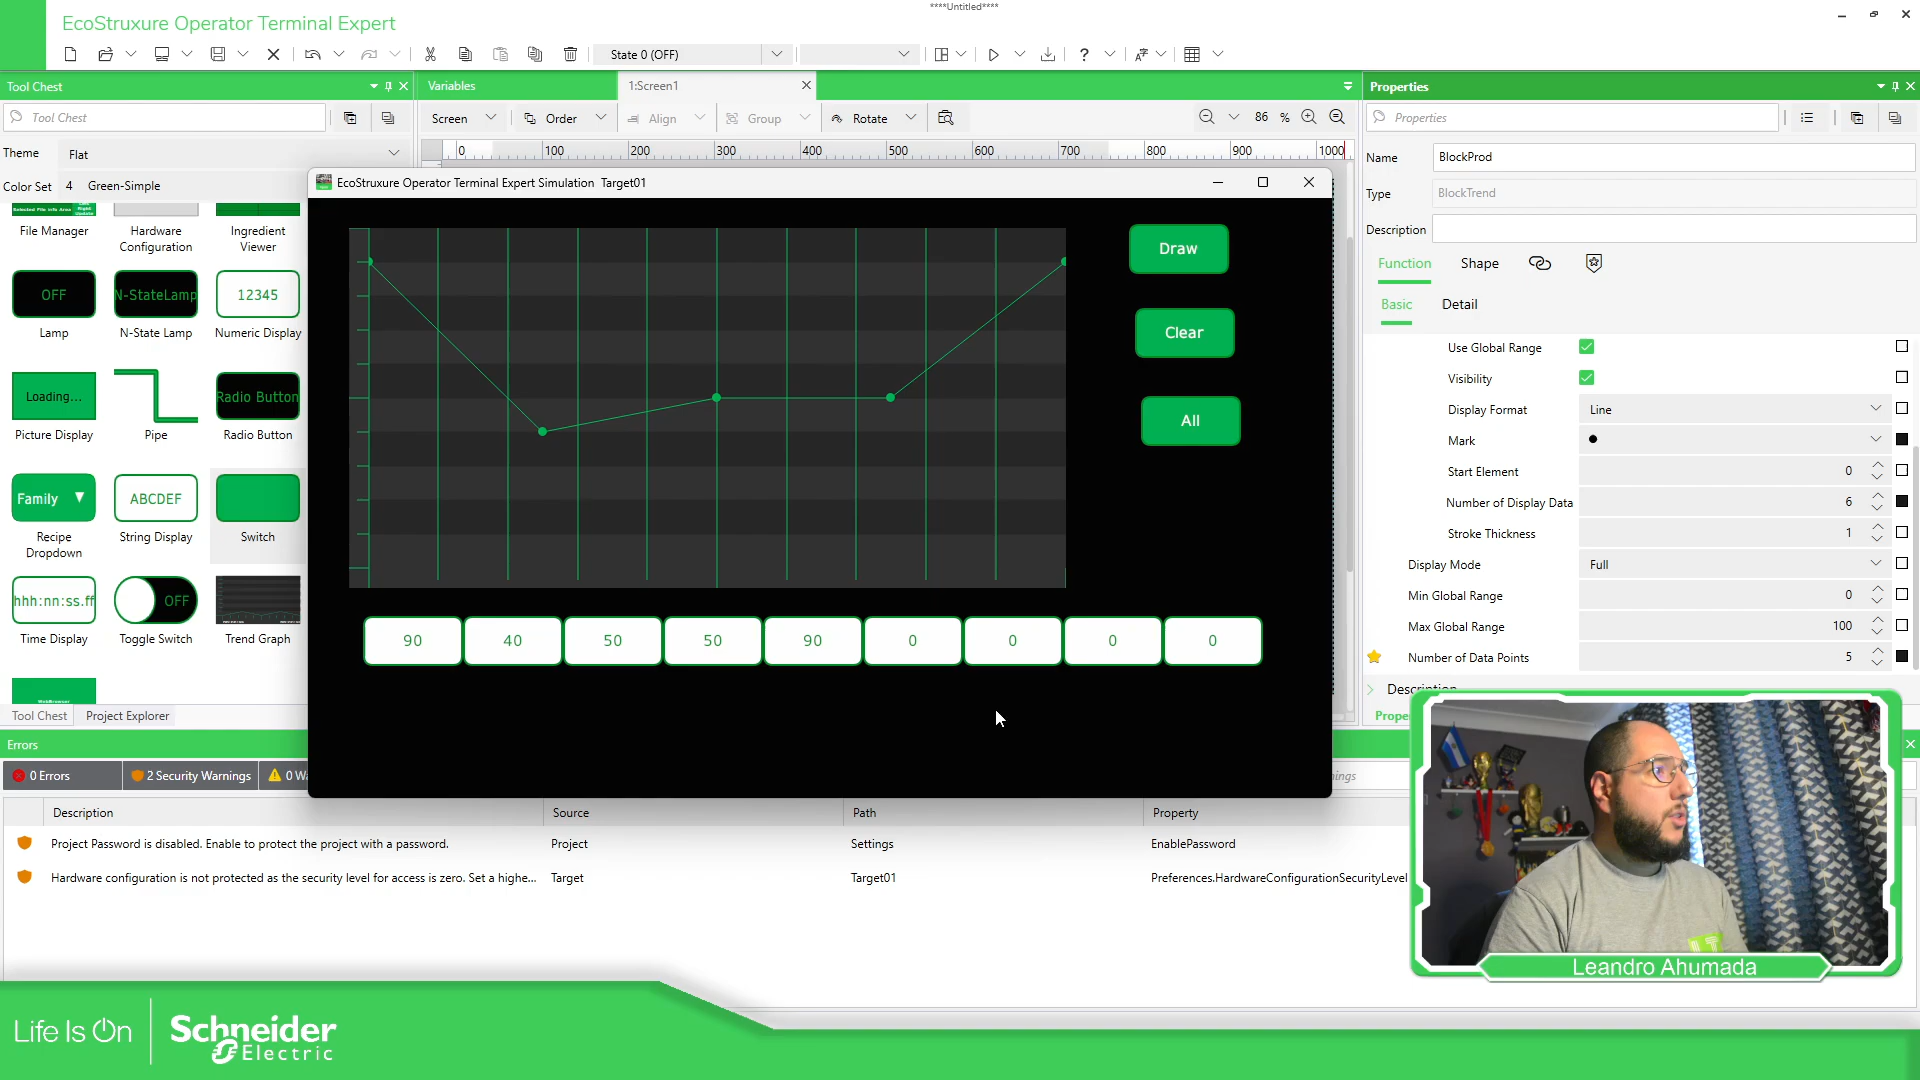 ****Untitled****
EcoStruxure Operator Terminal Expert
State 0 (OFF)
Tool Chest
Variables
1:Screen1
Properties
Tool Chest
Screen
Order
Align
Group
Rotate
86 %
Properties
Theme
Flat
0 100 200 300 400 500 600 700 800 900 1000
Name
BlockProd
Color Set 4 Green-Simple
EcoStruxure Operator Terminal Expert Simulation Target01
Type
BlockTrend
Description
File Manager
Hardware
Configuration
Ingredient
Viewer
Draw
Function
Shape
Basic
Detail
OFF
N-StateLamp
12345
Lamp
N-State Lamp
Numeric Display
Clear
Use Global Range
Visibility
Display Format
Line
Loading...
Radio Button
Picture Display
Pipe
Radio Button
All
Mark
Start Element
0
Number of Display Data
6
Stroke Thickness
1
Family
ABCDEF
Recipe
Dropdown
String Display
Switch
Display Mode
Full
Min Global Range
0
Max Global Range
100
Number of Data Points
5
hhh:nn:ss.ff
OFF
Time Display
Toggle Switch
Trend Graph
90 40 50 50 90 0 0 0 0
Description
Tool Chest
Project Explorer
Prope
Errors
0 Errors
2 Security Warnings
0 Wa
nings
Description
Source
Path
Property
Project Password is disabled. Enable to protect the project with a password.
Project
Settings
EnablePassword
Hardware configuration is not protected as the security level for access is zero. Set a highe...
Target
Target01
Preferences.HardwareConfigurationSecurityLevel
Leandro Ahumada
Life Is On
Schneider
Electric